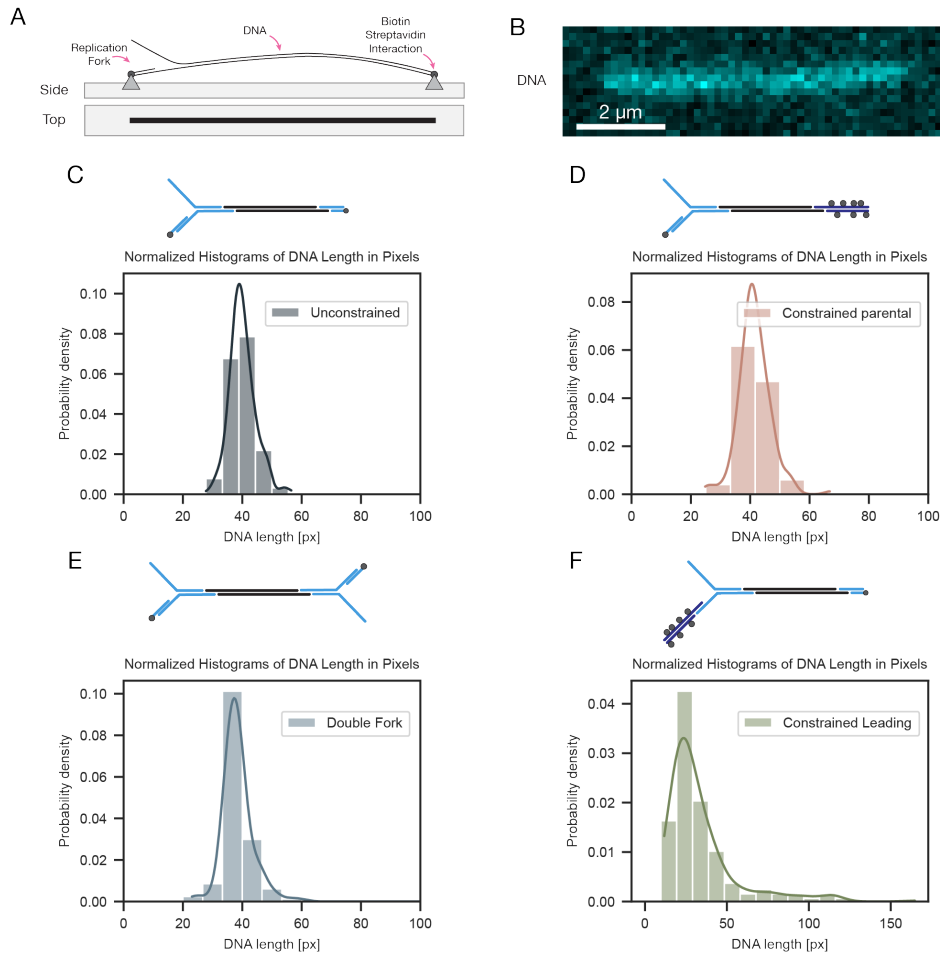 A
Replication
Fork
DNA
Biotin
Streptavidin
Interaction
Side
Top
B
DNA
2 μm
C
Normalized Histograms of DNA Length in Pixels
Unconstrained
Probability density
0.10
0.08
0.06
0.04
0.02
0.00
0 20 40 60 80 100
DNA length [px]
D
Normalized Histograms of DNA Length in Pixels
Constrained parental
Probability density
0.08
0.06
0.04
0.02
0.00
0 20 40 60 80 100
DNA length [px]
E
Normalized Histograms of DNA Length in Pixels
Double Fork
Probability density
0.10
0.08
0.06
0.04
0.02
0.00
0 20 40 60 80 100
DNA length [px]
F
Normalized Histograms of DNA Length in Pixels
Constrained Leading
Probability density
0.04
0.03
0.02
0.01
0.00
0 50 100 150
DNA length [px]